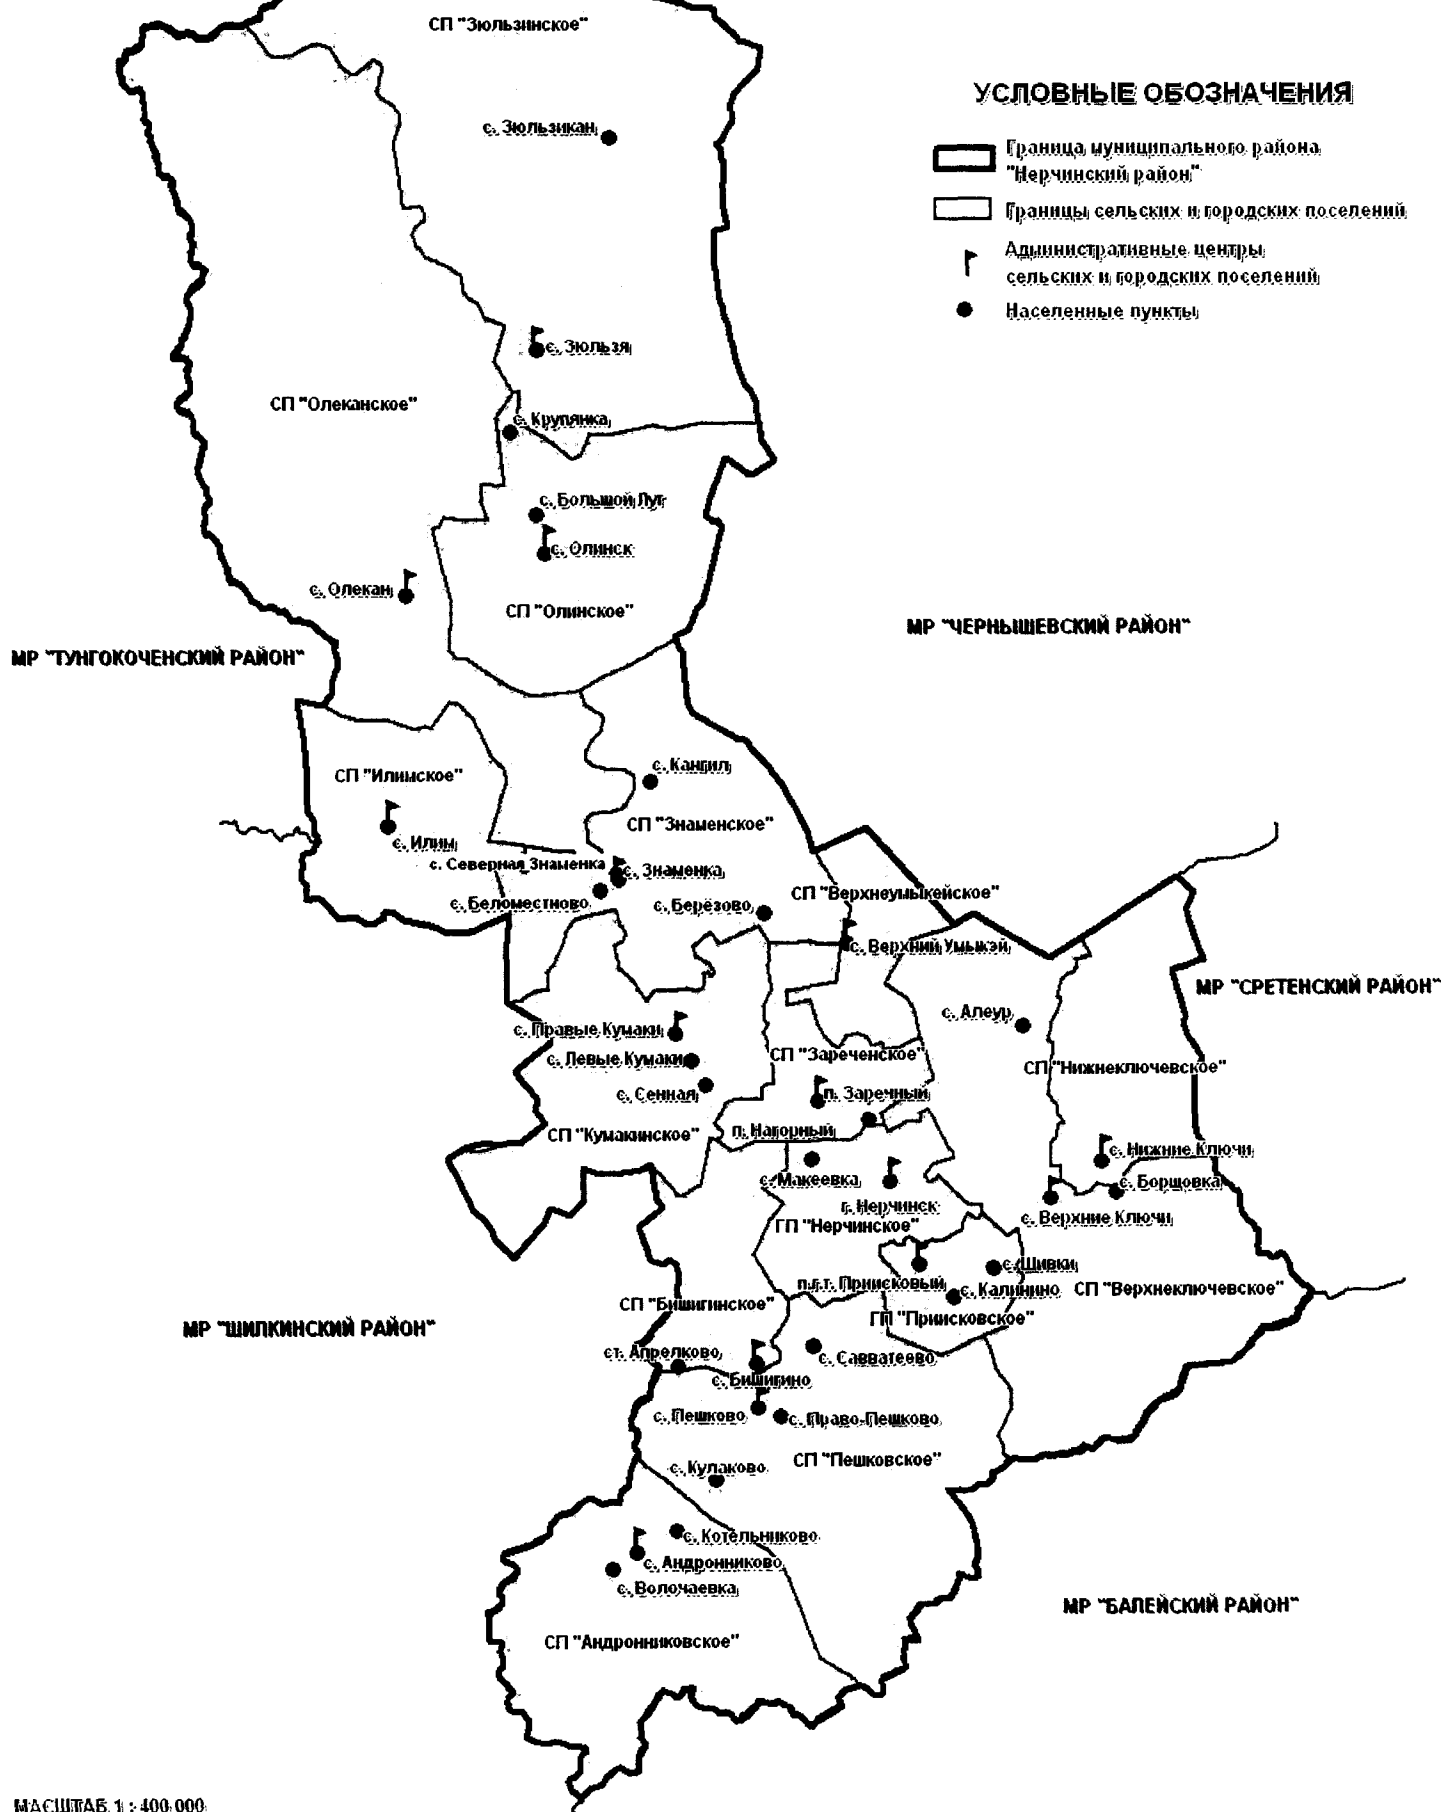 СП "Зюльзинское"
УСЛОВНЫЕ ОБОЗНАЧЕНИЯ
с. Зюльзикан
Граница муниципального района
"Нерчинский район"
Границы сельских и городских поселений
Административные центры
сельских и городских поселений
Населенные пункты
с. Зюльзя
СП "Олеканское"
с. Крупянка
с. Большой Луг
с. Олинск
с. Олекан
СП "Олинское"
МР "ЧЕРНЫШЕВСКИЙ РАЙОН"
МР "ТУНГОКОЧЕНСКИЙ РАЙОН"
с. Кангил
СП "Илимское"
СП "Знаменское"
с. Илим
с. Северная Знаменка
с. Знаменка
СП "Верхнеумыкейское"
с. Беломестново
с. Берёзово
с. Верхний Умыкэй
МР "СРЕТЕНСКИЙ РАЙОН"
с. Алеур
с. Правые Кумаки
с. Левые Кумаки
СП "Зареченское"
СП "Нижнеключевское"
с. Сенная
п. Заречный
СП "Кумакинское"
п. Нагорный
с. Нижние Ключи
с. Макеевка
с. Борщовка
г. Нерчинск
с. Верхние Ключи
ГП "Нерчинское"
с. Шивки
п.г.т. Приисковый
с. Калинино
СП "Верхнеключевское"
СП "Бишигинское"
ГП "Приисковское"
МР "ШИЛКИНСКИЙ РАЙОН"
ст. Апрелково
с. Савватеево
с. Бишигино
с. Пешково
с. Право-Пешково
СП "Пешковское"
с. Кулаково
с. Котельниково
с. Андронниково
с. Волочаевка
МР "БАЛЕЙСКИЙ РАЙОН"
СП "Андронниковское"
МАСШТАБ 1 : 400 000